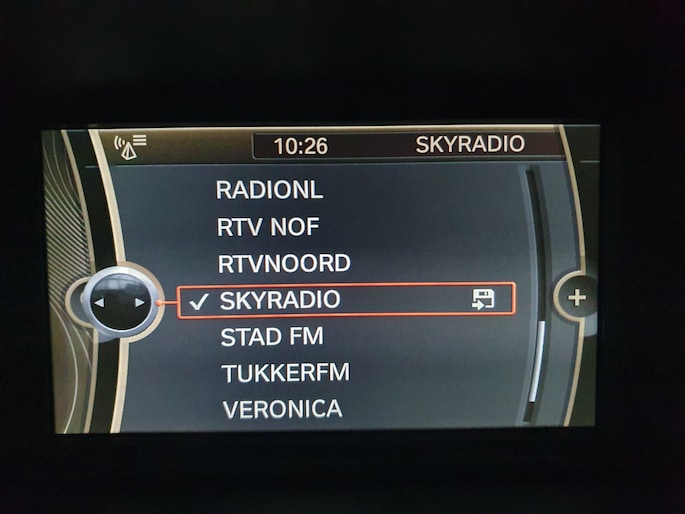 10:26 SKYRADIO
RADIONL
RTV NOF
RTVNOORD
SKYRADIO
STAD FM
TUKKERFM
VERONICA